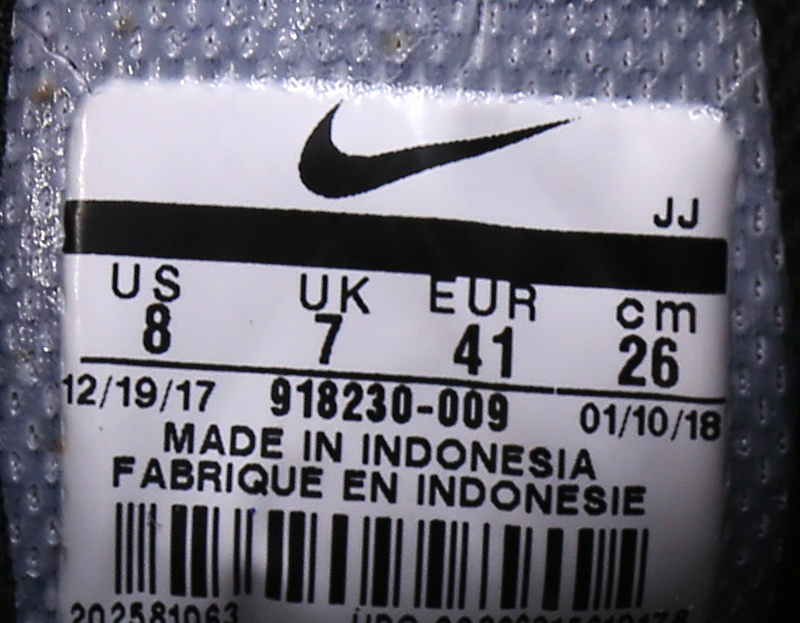 JJ
US UK EUR cm
8 7 41 26
12/19/17 918230-009 01/10/18
MADE IN INDONESIA
FABRIQUE EN INDONESIE
202581063